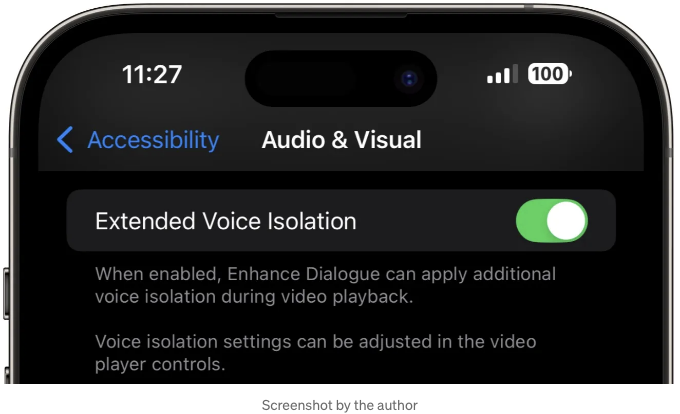 11:27
100
Accessibility
Audio & Visual
Extended Voice Isolation
When enabled, Enhance Dialogue can apply additional
voice isolation during video playback.
Voice isolation settings can be adjusted in the video
player controls.
Screenshot by the author